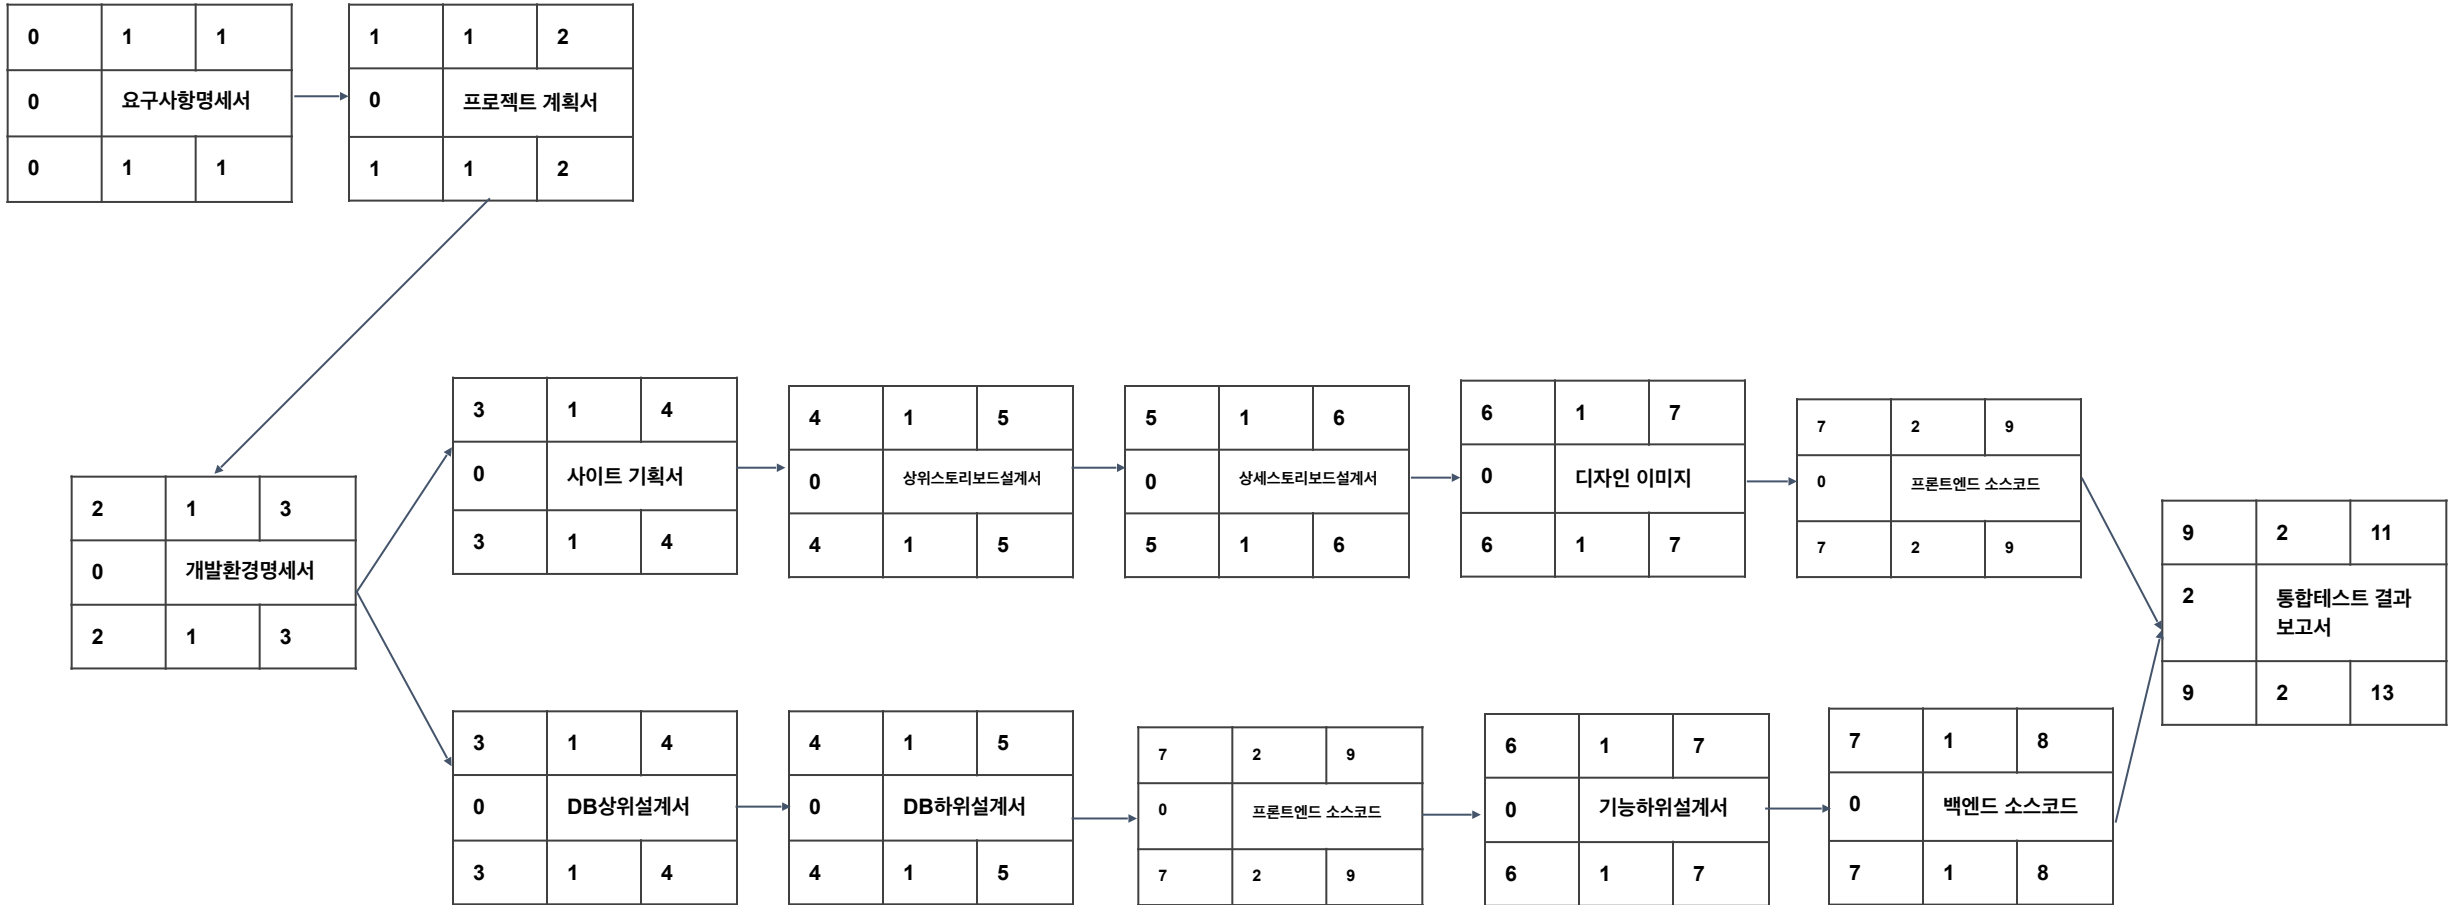 0 1 1
0 요구사항명세서
0 1 1
1 1 2
0 프로젝트 계획서
1 1 2
2 1 3
0 개발환경명세서
2 1 3
3 1 4
0 사이트 기획서
3 1 4
4 1 5
0 상위스토리보드설계서
4 1 5
5 1 6
0 상세스토리보드설계서
5 1 6
6 1 7
0 디자인 이미지
6 1 7
7 2 9
0 프론트엔드 소스코드
7 2 9
3 1 4
0 DB상위설계서
3 1 4
4 1 5
0 DB하위설계서
4 1 5
7 2 9
0 프론트엔드 소스코드
7 2 9
6 1 7
0 기능하위설계서
6 1 7
7 1 8
0 백엔드 소스코드
7 1 8
9 2 11
2 통합테스트 결과
보고서
9 2 13